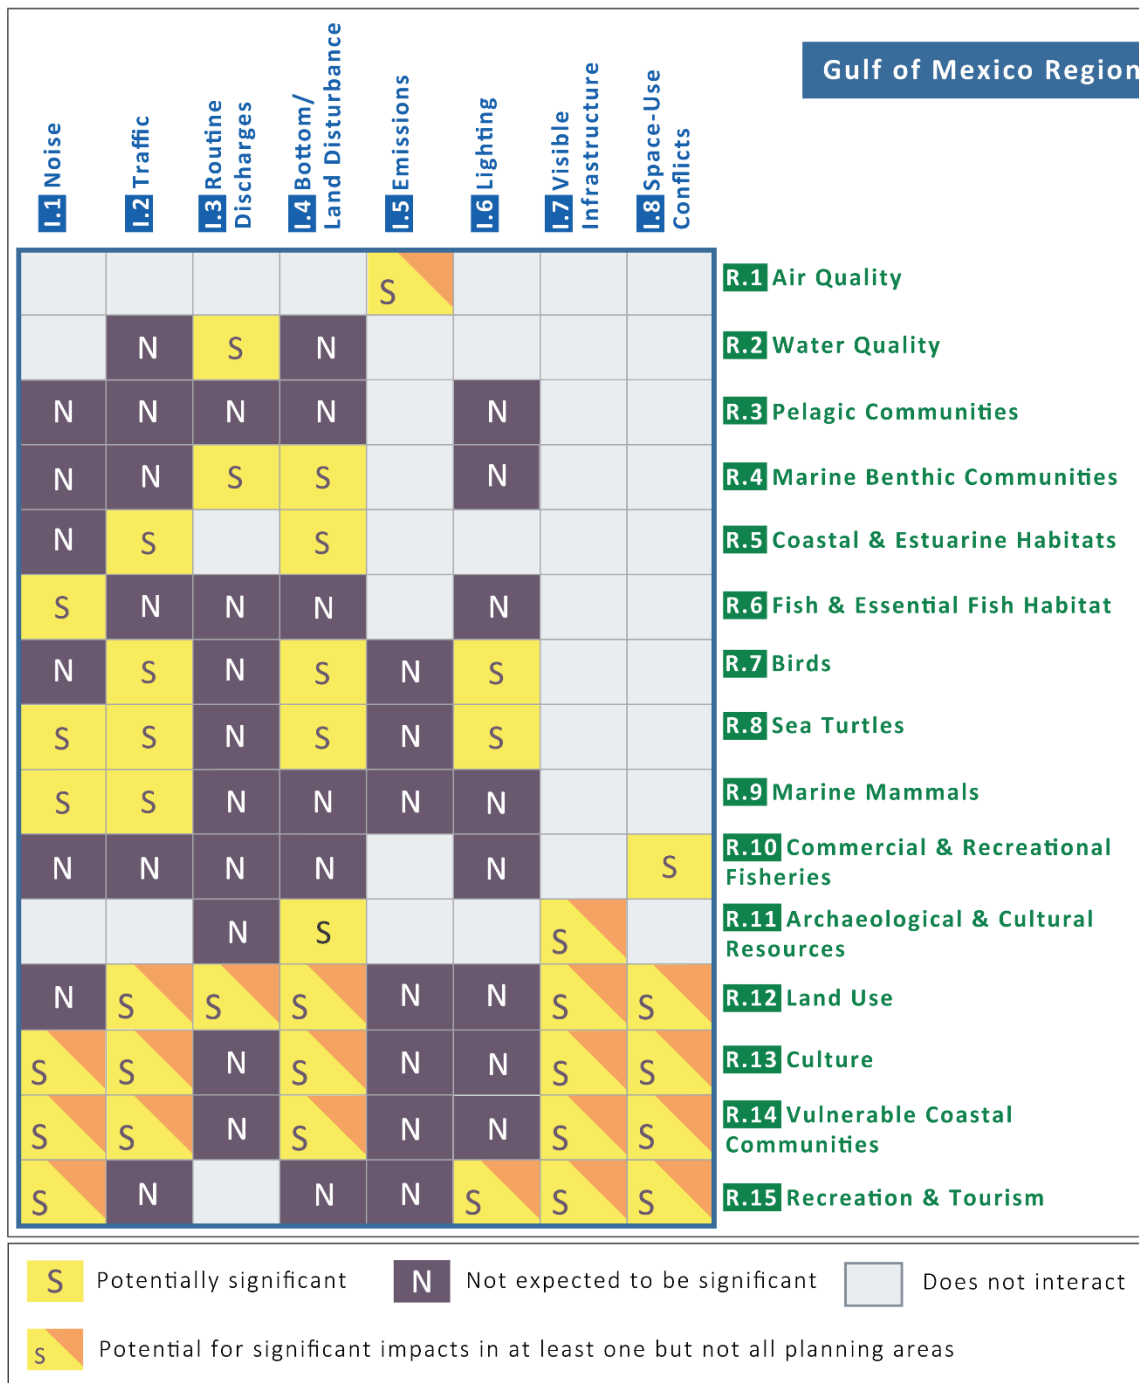 Gulf of Mexico Region
I.1 Noise
I.2 Traffic
I.3 Routine
Discharges
I.4 Bottom/
Land Disturbance
I.5 Emissions
I.6 Lighting
I.7 Visible
Infrastructure
I.8 Space-Use
Conflicts
S
R.1 Air Quality
N S N
R.2 Water Quality
N N N N N
R.3 Pelagic Communities
N N S S N
R.4 Marine Benthic Communities
N S S
R.5 Coastal & Estuarine Habitats
S N N N N
R.6 Fish & Essential Fish Habitat
N S N S N S
R.7 Birds
S S N S N S
R.8 Sea Turtles
S S N N N N
R.9 Marine Mammals
N N N N N S
R.10 Commercial & Recreational
Fisheries
N S S
R.11 Archaeological & Cultural
Resources
N S S S N N S S
R.12 Land Use
S S N S N N S S
R.13 Culture
S S N S N N S S
R.14 Vulnerable Coastal
Communities
S N N N S S S
R.15 Recreation & Tourism
S Potentially significant
N Not expected to be significant
Does not interact
S Potential for significant impacts in at least one but not all planning areas